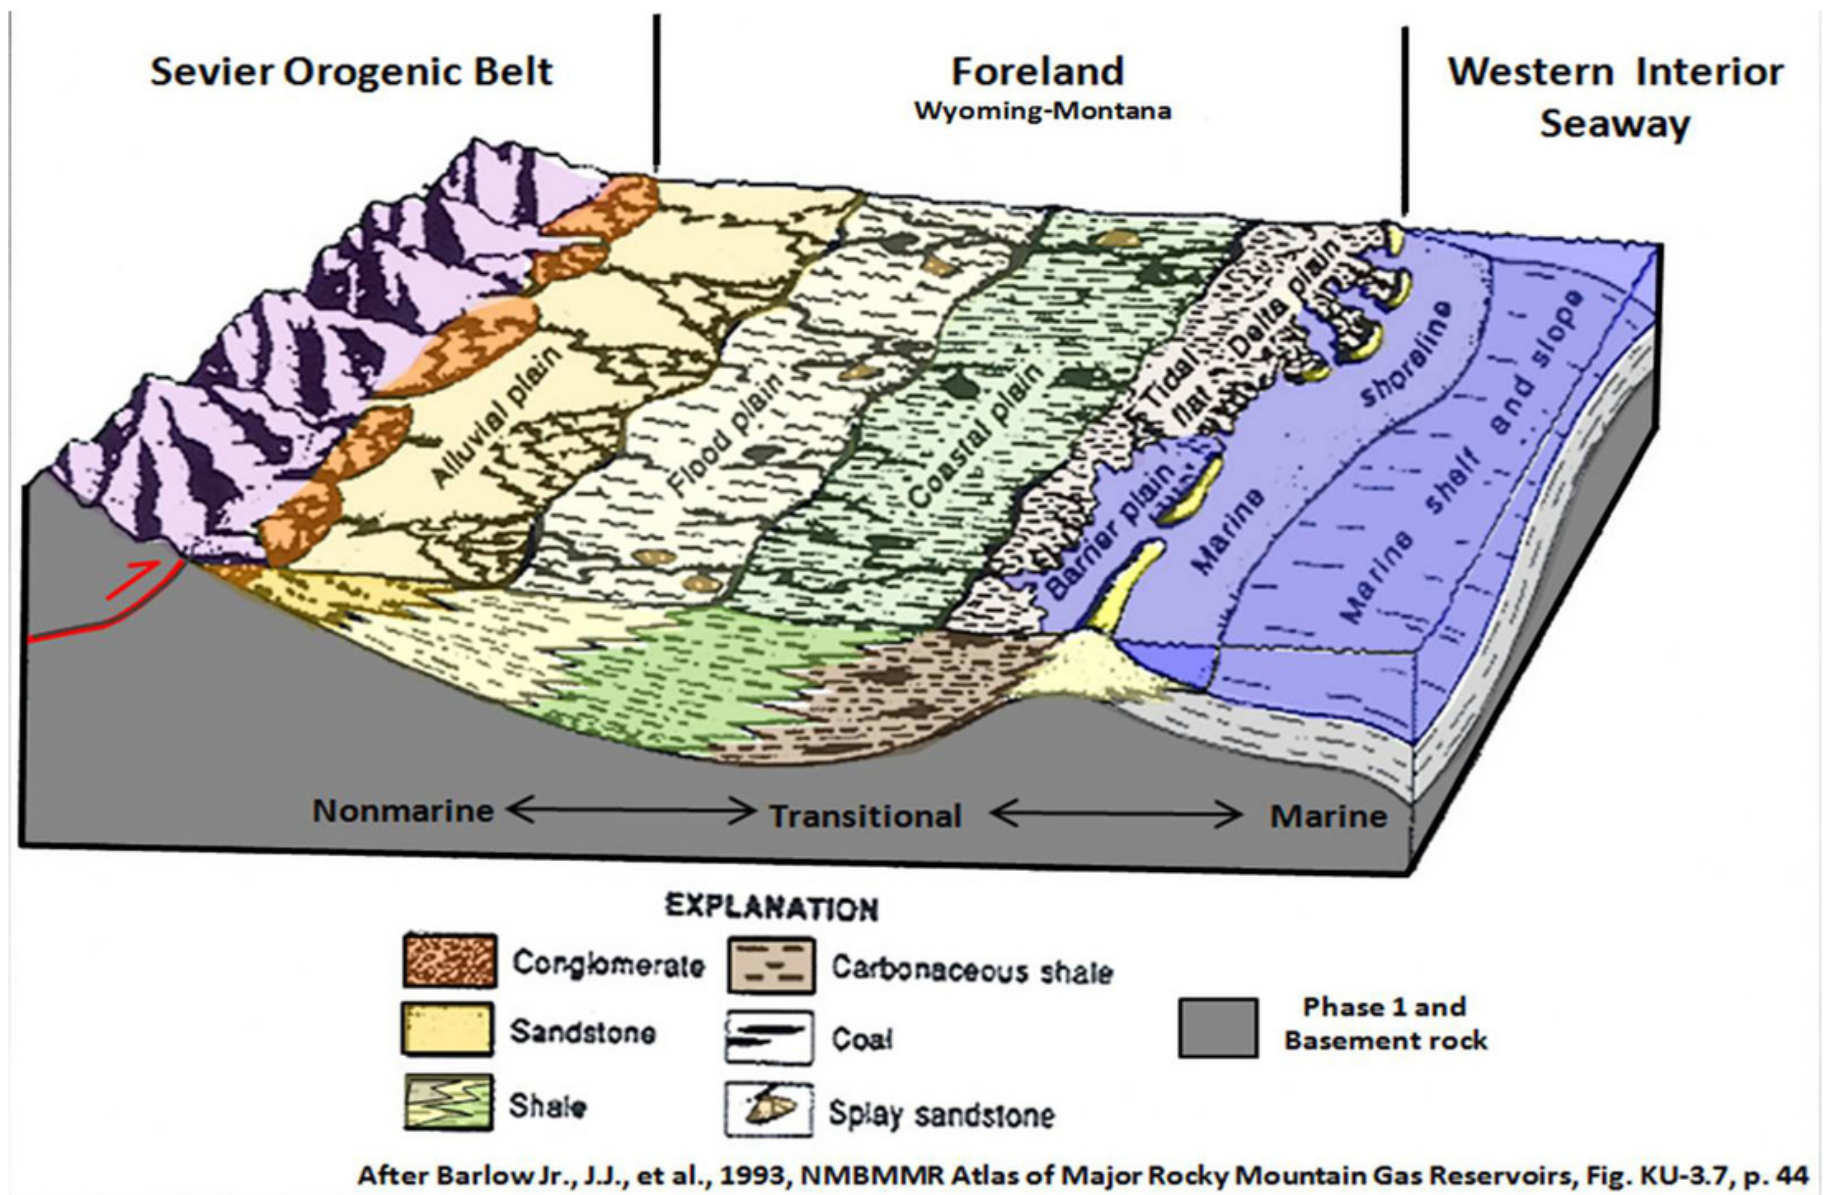 Sevier Orogenic Belt
Foreland
Wyoming-Montana
Western Interior
Seaway
Alluvial plain
Flood plain
Coastal plain
Tidal
flat
Delta plain
Barrier plain
Marine shoreline
Marine shelf and slope
Nonmarine
Transitional
Marine
EXPLANATION
Conglomerate
Carbonaceous shale
Sandstone
Coal
Shale
Splay sandstone
Phase 1 and
Basement rock
After Barlow Jr., J.J., et al., 1993, NMBMMR Atlas of Major Rocky Mountain Gas Reservoirs, Fig. KU-3.7, p. 44